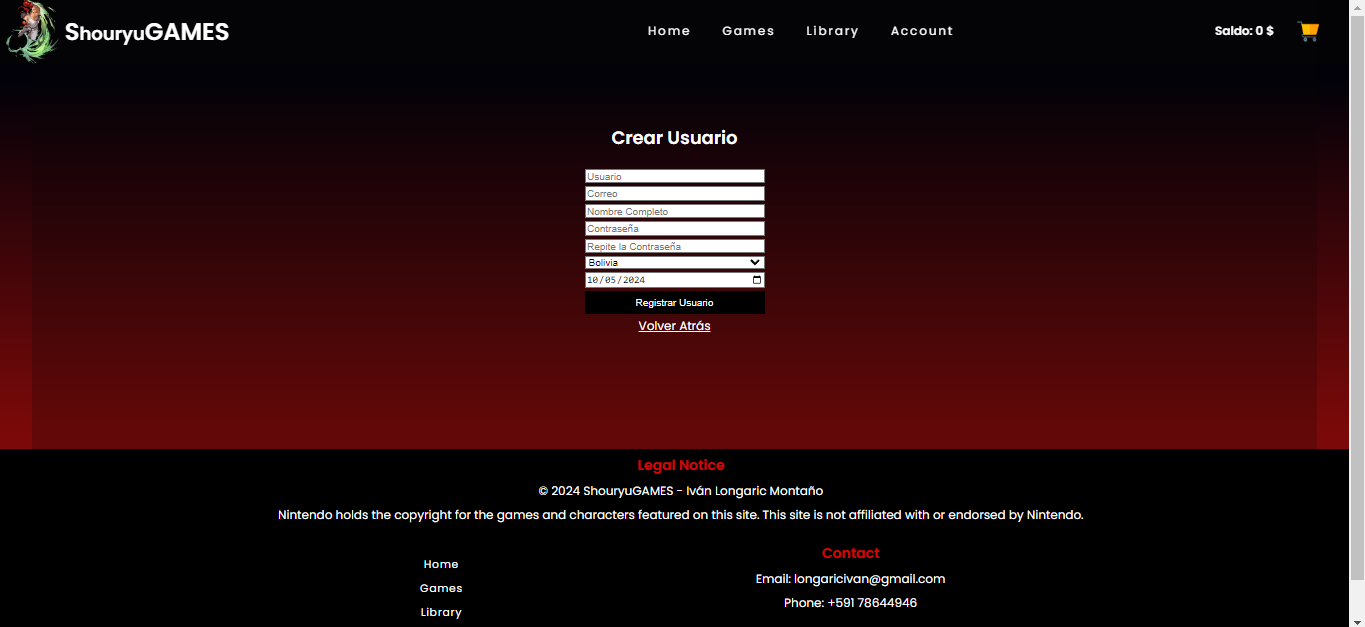 ShouryuGAMES
Home Games Library Account
Saldo: 0 $
Crear Usuario
Usuario
Correo
Nombre Completo
Contraseña
Repite la Contraseña
Bolivia
10/05/2024
Registrar Usuario
Volver Atrás
Legal Notice
© 2024 ShouryuGAMES - Iván Longaric Montaño
Nintendo holds the copyright for the games and characters featured on this site. This site is not affiliated with or endorsed by Nintendo.
Home
Games
Library
Contact
Email: longaricivan@gmail.com
Phone: +591 78644946